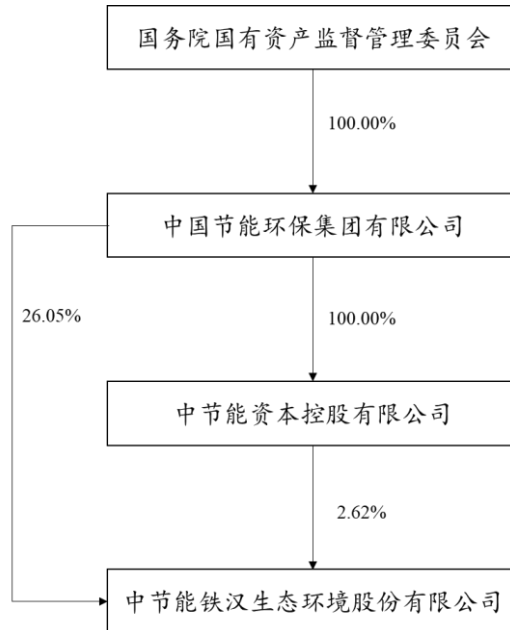 国务院国有资产监督管理委员会
100.00%
中国节能环保集团有限公司
26.05%
100.00%
中节能资本控股有限公司
2.62%
中节能铁汉生态环境股份有限公司